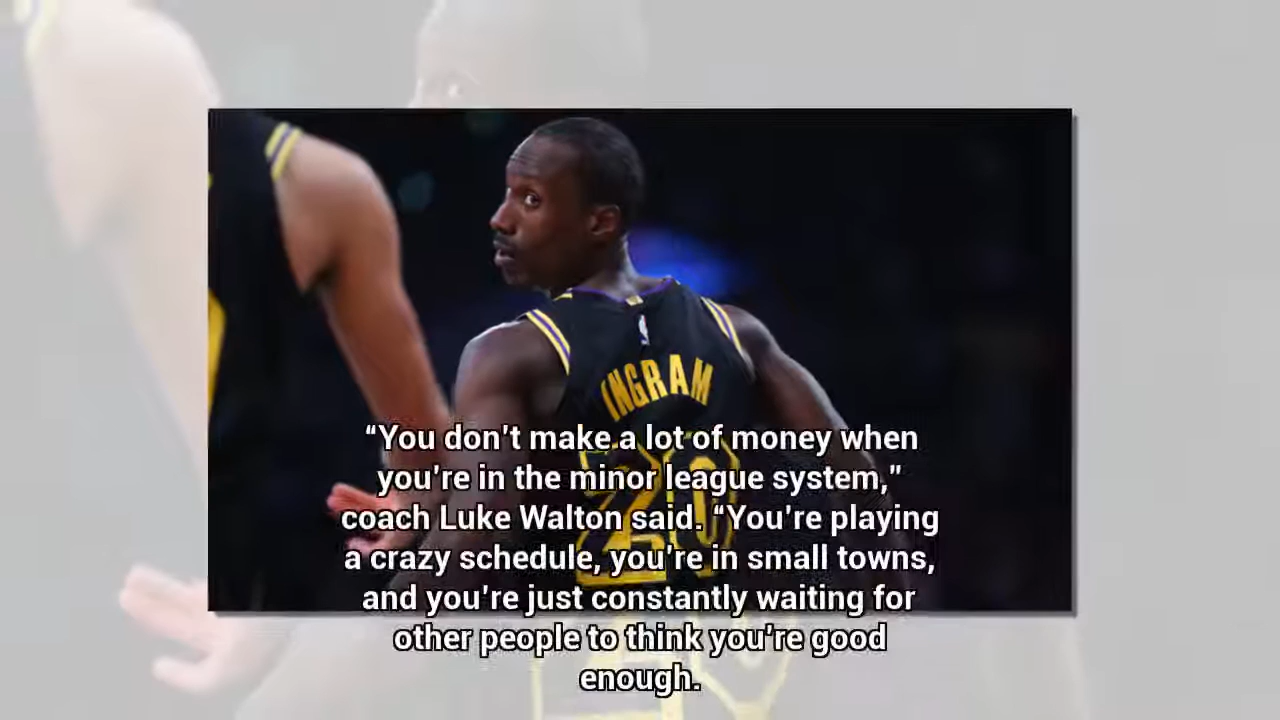 INGRAM
20
“You don’t make a lot of money when
you’re in the minor league system,”
coach Luke Walton said. “You’re playing
a crazy schedule, you’re in small towns,
and you’re just constantly waiting for
other people to think you’re good
enough.